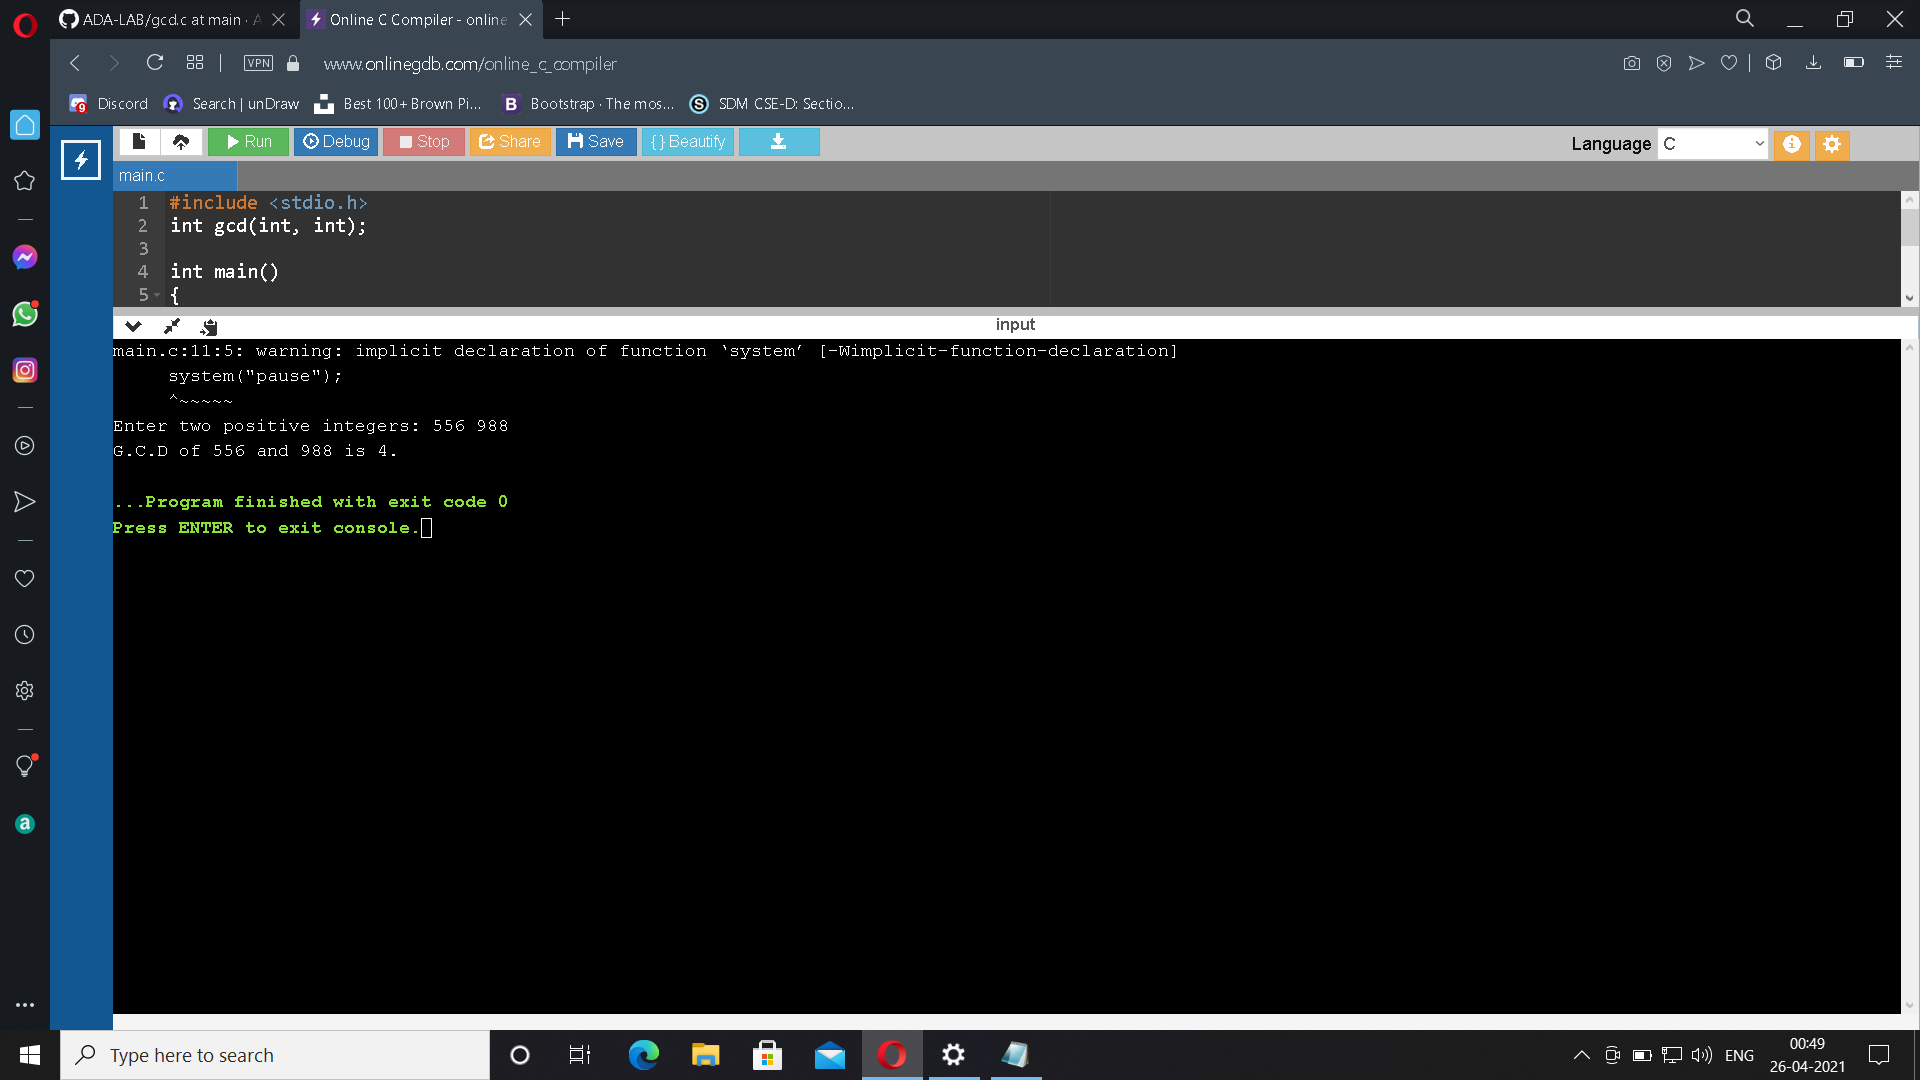 ADA-LAB/gcd.c at main · A
Online C Compiler - online
VPN
www.onlinegdb.com/online_c_compiler
9
Discord
Search | unDraw
Best 100+ Brown Pi...
B
Bootstrap · The mos...
S
SDM CSE-D: Sectio...
Run
Debug
Stop
Share
Save
{ } Beautify
Language
C
main.c
1 #include <stdio.h>
2 int gcd(int, int);
3
4 int main()
5 {
input
main.c:11:5: warning: implicit declaration of function ‘system’ [-Wimplicit-function-declaration]
system("pause");
^~~~~~
Enter two positive integers: 556 988
G.C.D of 556 and 988 is 4.
...Program finished with exit code 0
Press ENTER to exit console.
a
Type here to search
ENG
00:49
26-04-2021